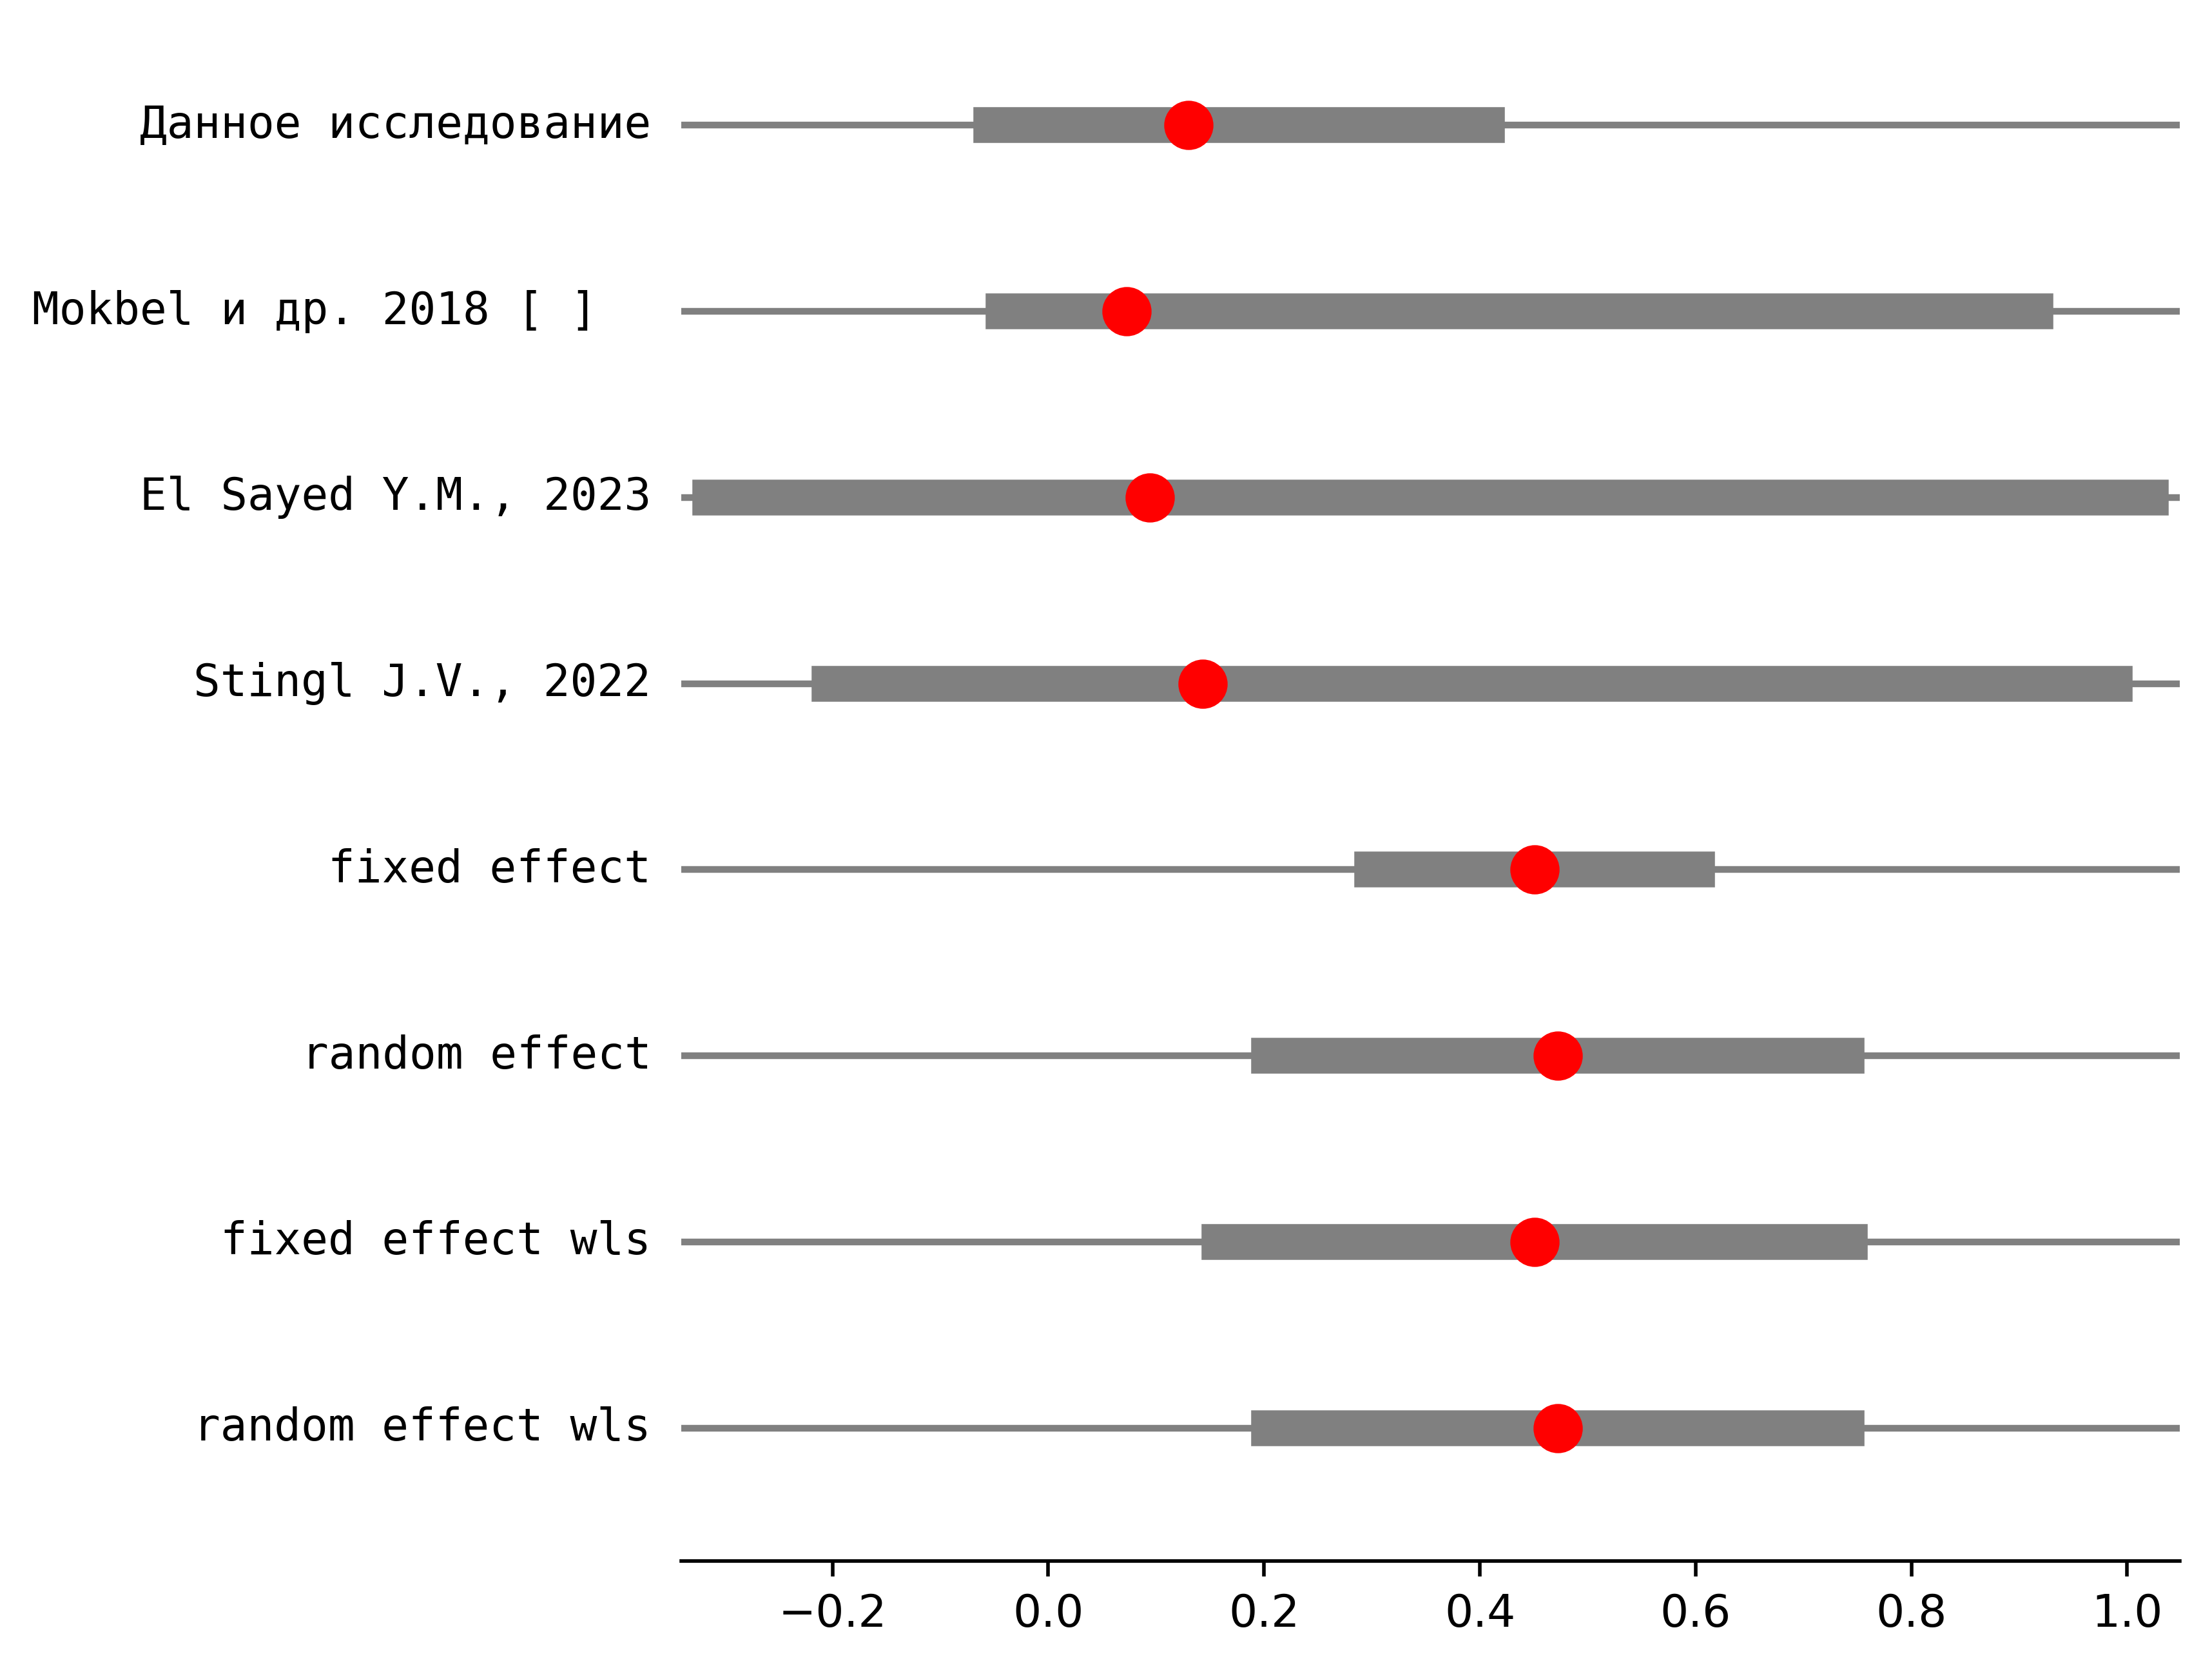 Данное исследование
Mokbel и др. 2018 [ ]
El Sayed Y.M., 2023
Stingl J.V., 2022
fixed effect
random effect
fixed effect wls
random effect wls
−0.2 0.0 0.2 0.4 0.6 0.8 1.0